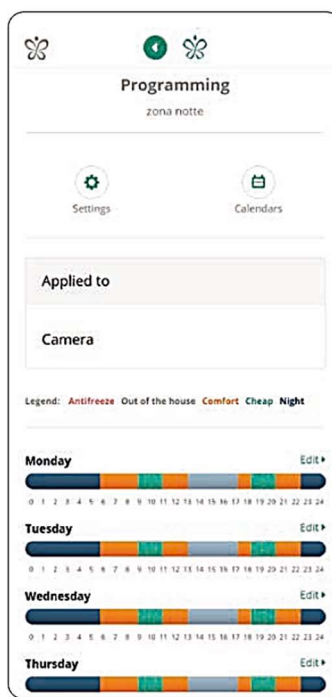 Programming
zona notte
Settings Calendars
Applied to
Camera
Legend: Antifreeze Out of the house Comfort Cheap Night
Monday Edit
0 1 2 3 4 5 6 7 8 9 10 11 12 13 14 15 16 17 18 19 20 21 22 23 24
Tuesday Edit
0 1 2 3 4 5 6 7 8 9 10 11 12 13 14 15 16 17 18 19 20 21 22 23 24
Wednesday Edit
0 1 2 3 4 5 6 7 8 9 10 11 12 13 14 15 16 17 18 19 20 21 22 23 24
Thursday Edit